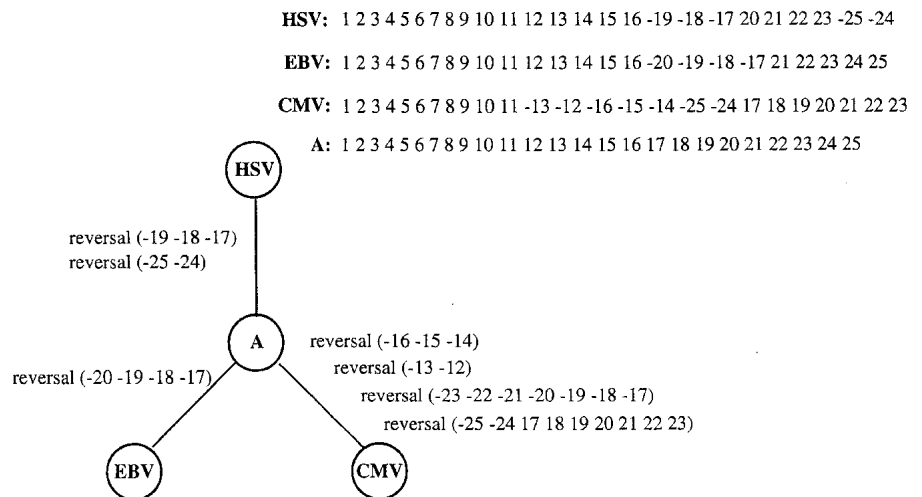 HSV: 1 2 3 4 5 6 7 8 9 10 11 12 13 14 15 16 -19 -18 -17 20 21 22 23 -25 -24
EBV: 1 2 3 4 5 6 7 8 9 10 11 12 13 14 15 16 -20 -19 -18 -17 21 22 23 24 25
CMV: 1 2 3 4 5 6 7 8 9 10 11 -13 -12 -16 -15 -14 -25 -24 17 18 19 20 21 22 23
A: 1 2 3 4 5 6 7 8 9 10 11 12 13 14 15 16 17 18 19 20 21 22 23 24 25
HSV
reversal (-19 -18 -17)
reversal (-25 -24)
A
reversal (-16 -15 -14)
reversal (-13 -12)
reversal (-20 -19 -18 -17)
reversal (-23 -22 -21 -20 -19 -18 -17)
reversal (-25 -24 17 18 19 20 21 22 23)
EBV
CMV